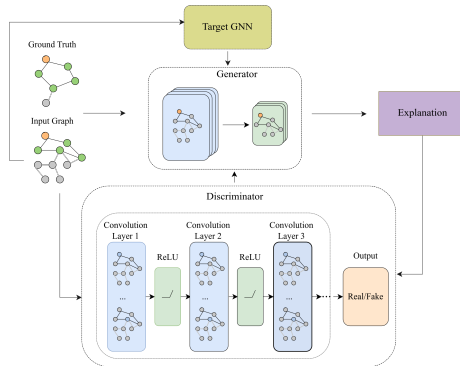 Target GNN
Ground Truth
Generator
Input Graph
Explanation
Discriminator
Convolution
Layer 1
ReLU
Convolution
Layer 2
ReLU
Convolution
Layer 3
Output
...
...
...
Real/Fake